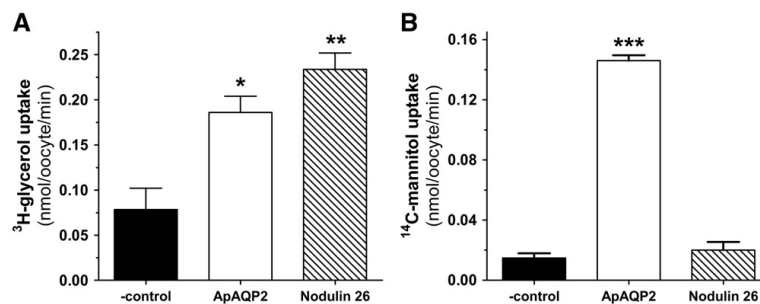 A
³H-glycerol uptake
(nmol/oocyte/min)
0.25
0.20
0.15
0.10
0.05
0.00
*
**
-control ApAQP2 Nodulin 26
B
¹⁴C-mannitol uptake
(nmol/oocyte/min)
0.16
0.12
0.08
0.04
0.00
***
-control ApAQP2 Nodulin 26